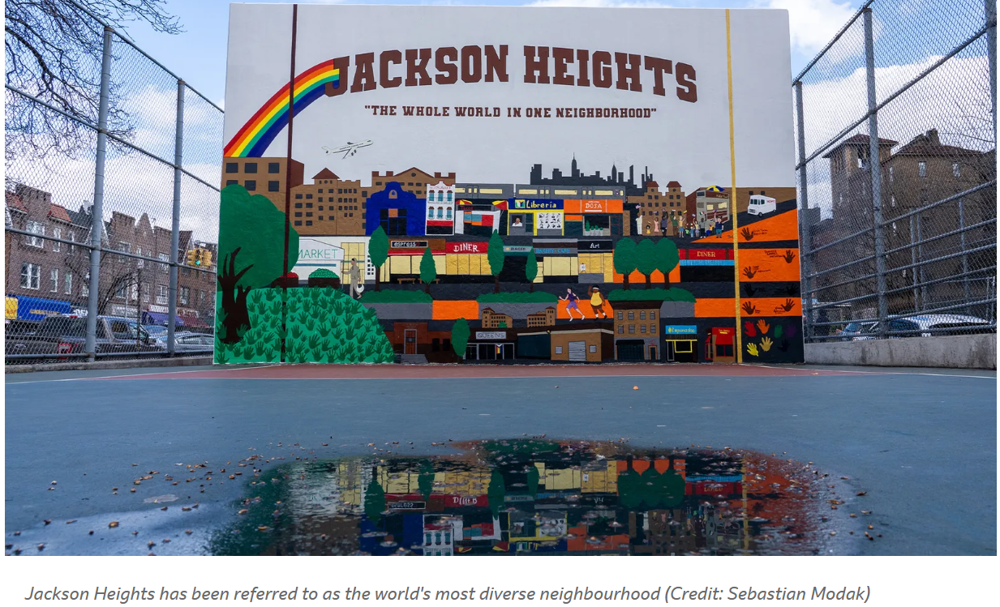 JACKSON HEIGHTS
"THE WHOLE WORLD IN ONE NEIGHBORHOOD"
Libreria
DOSA
MARKET
espress
DINER
Art
DINER
QUEENS
Jackson Heights has been referred to as the world's most diverse neighbourhood (Credit: Sebastian Modak)